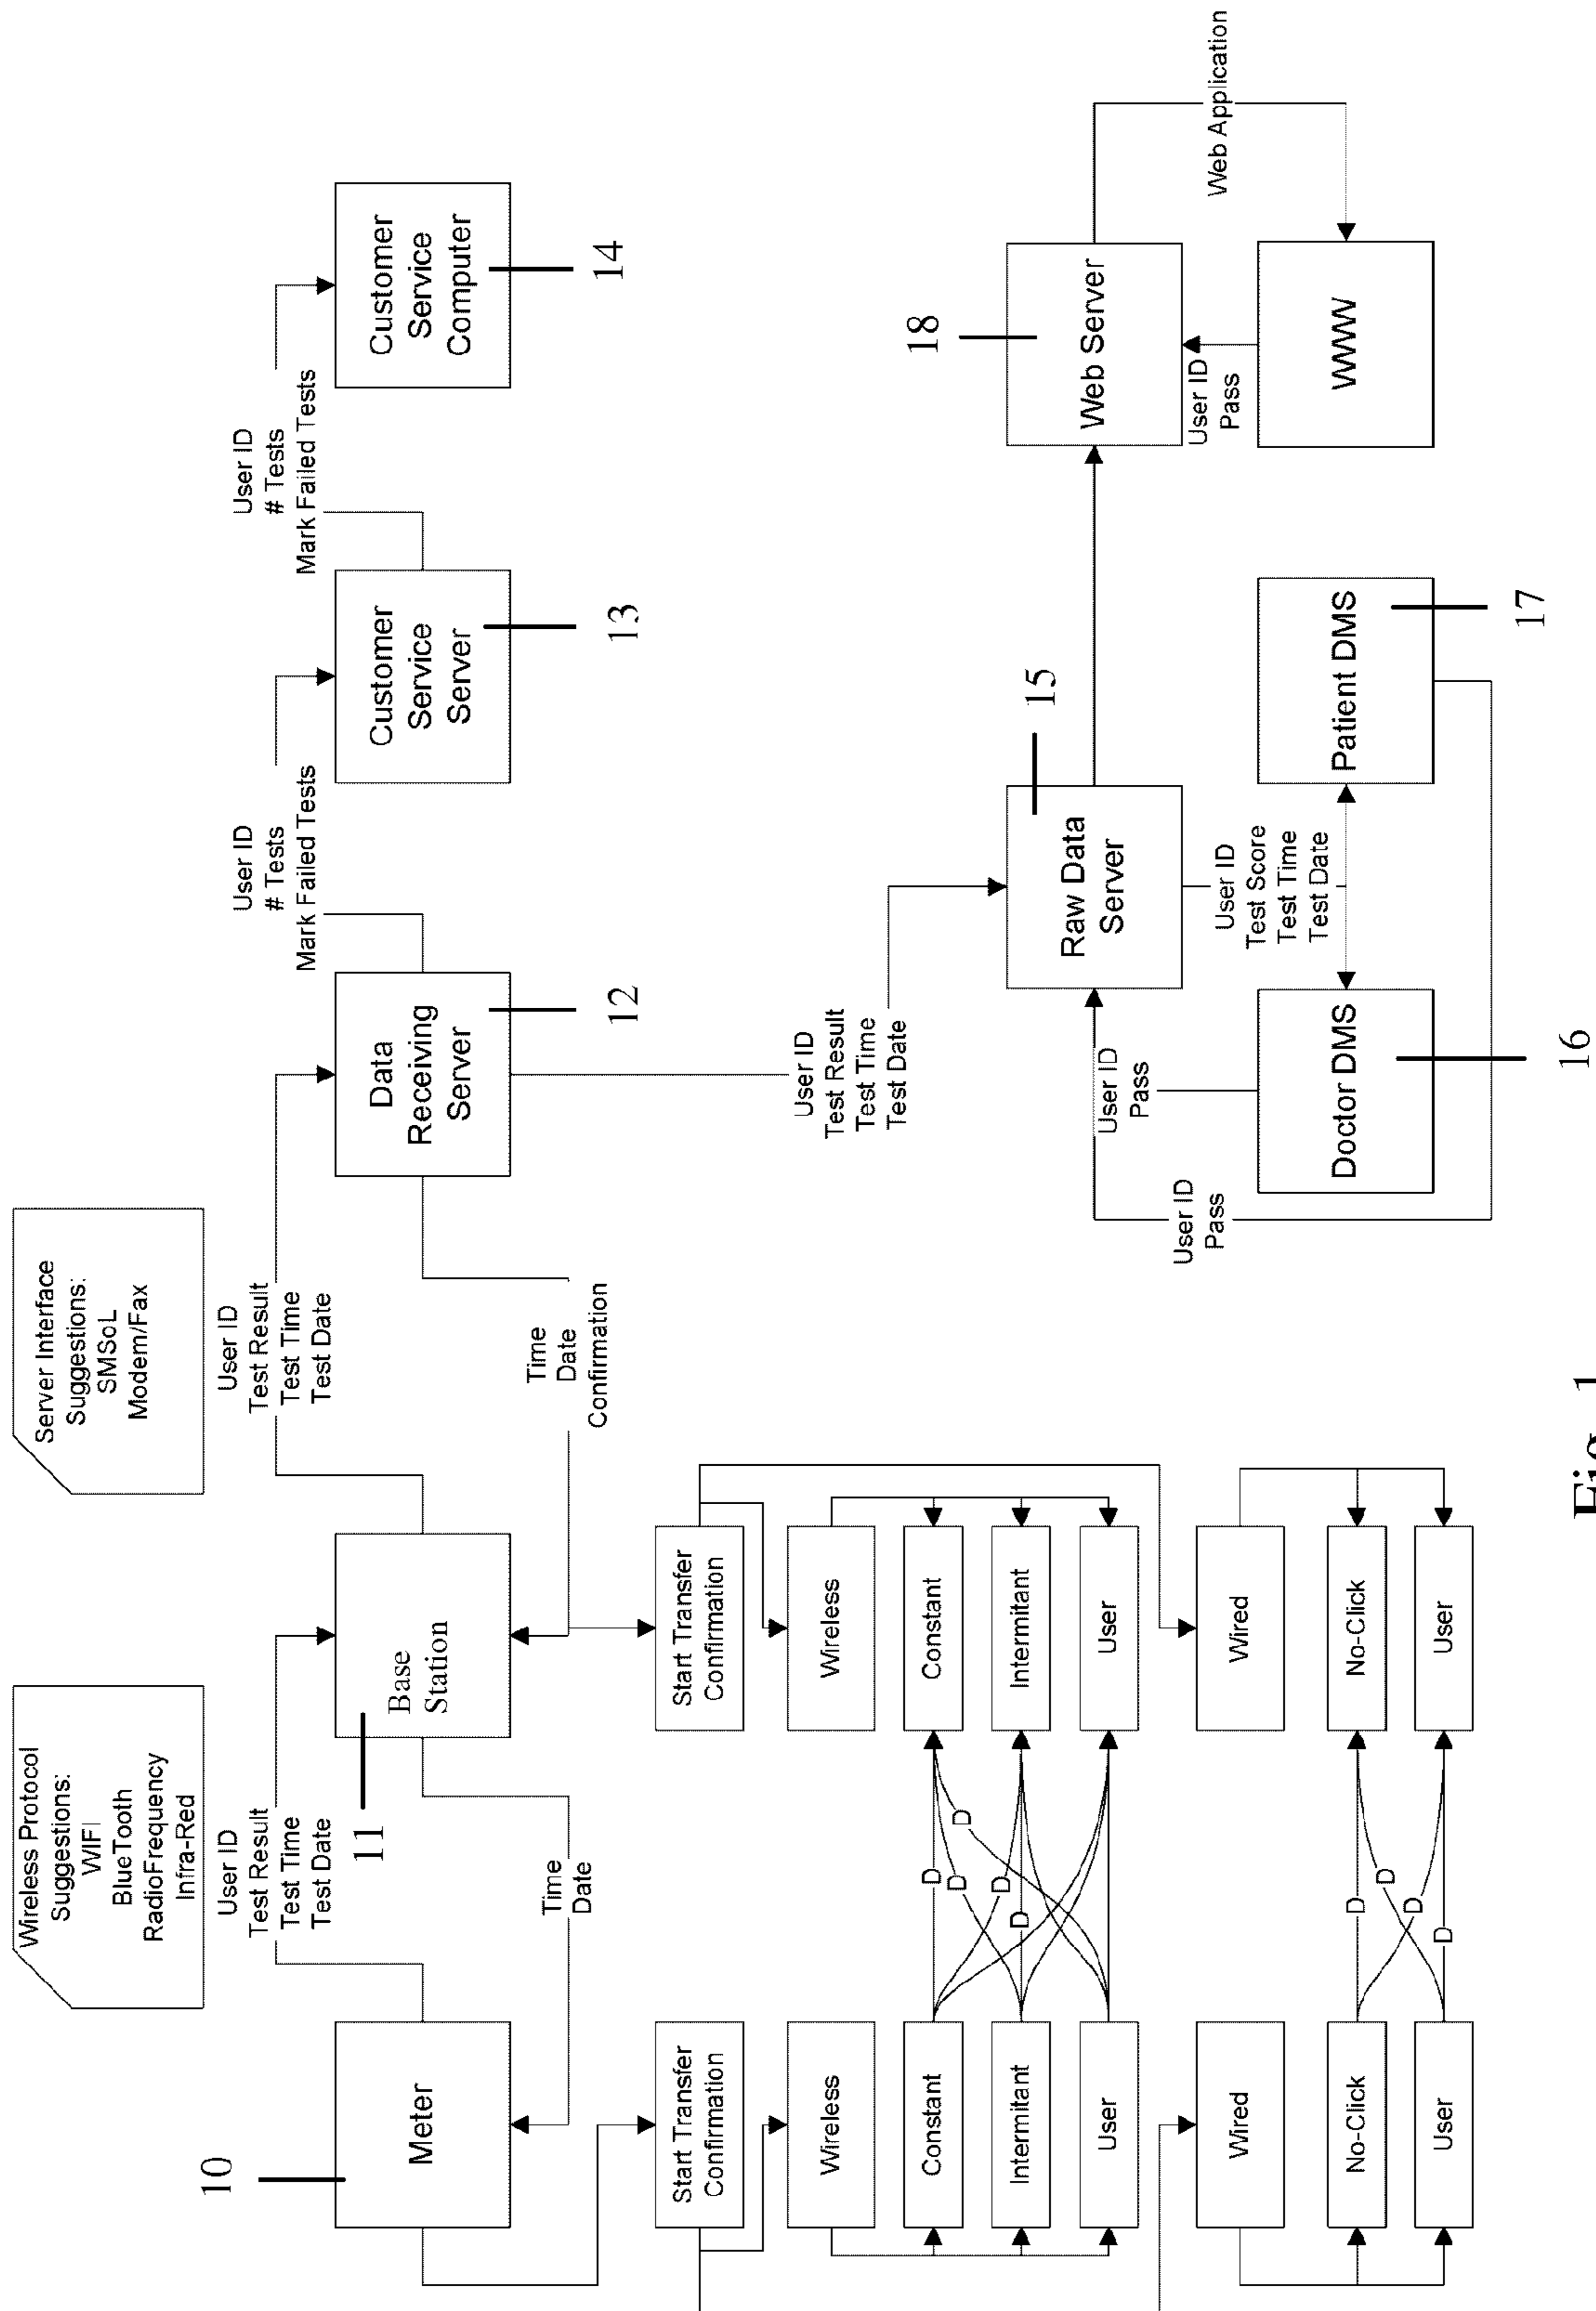 Wireless Protocol
Suggestions:
WIFI
BlueTooth
RadioFrequency
Infra-Red
Server Interface
Suggestions:
SMSoL
Modem/Fax
User ID
Test Result
Test Time
Test Date
User ID
Test Result
Test Time
Test Date
User ID
# Tests
Mark Failed Tests
User ID
# Tests
Mark Failed Tests
10
Meter
11
Base
Station
Data
Receiving
Server
12
Customer
Service
Server
13
Customer
Service
Computer
14
Time
Date
Time
Date
Confirmation
Start Transfer
Confirmation
Start Transfer
Confirmation
Wireless
Wireless
Constant
D
D
D
Constant
Intermitant
D
D
Intermitant
User
User
Wired
Wired
No-Click
D
D
No-Click
User
D
D
User
User ID
Test Result
Test Time
Test Date
15
Raw Data
Server
18
Web Server
Web Application
User ID
Pass
User ID
Pass
User ID
Test Score
Test Time
Test Date
User ID
Pass
Doctor DMS
16
Patient DMS
17
WWW
Fig. 1